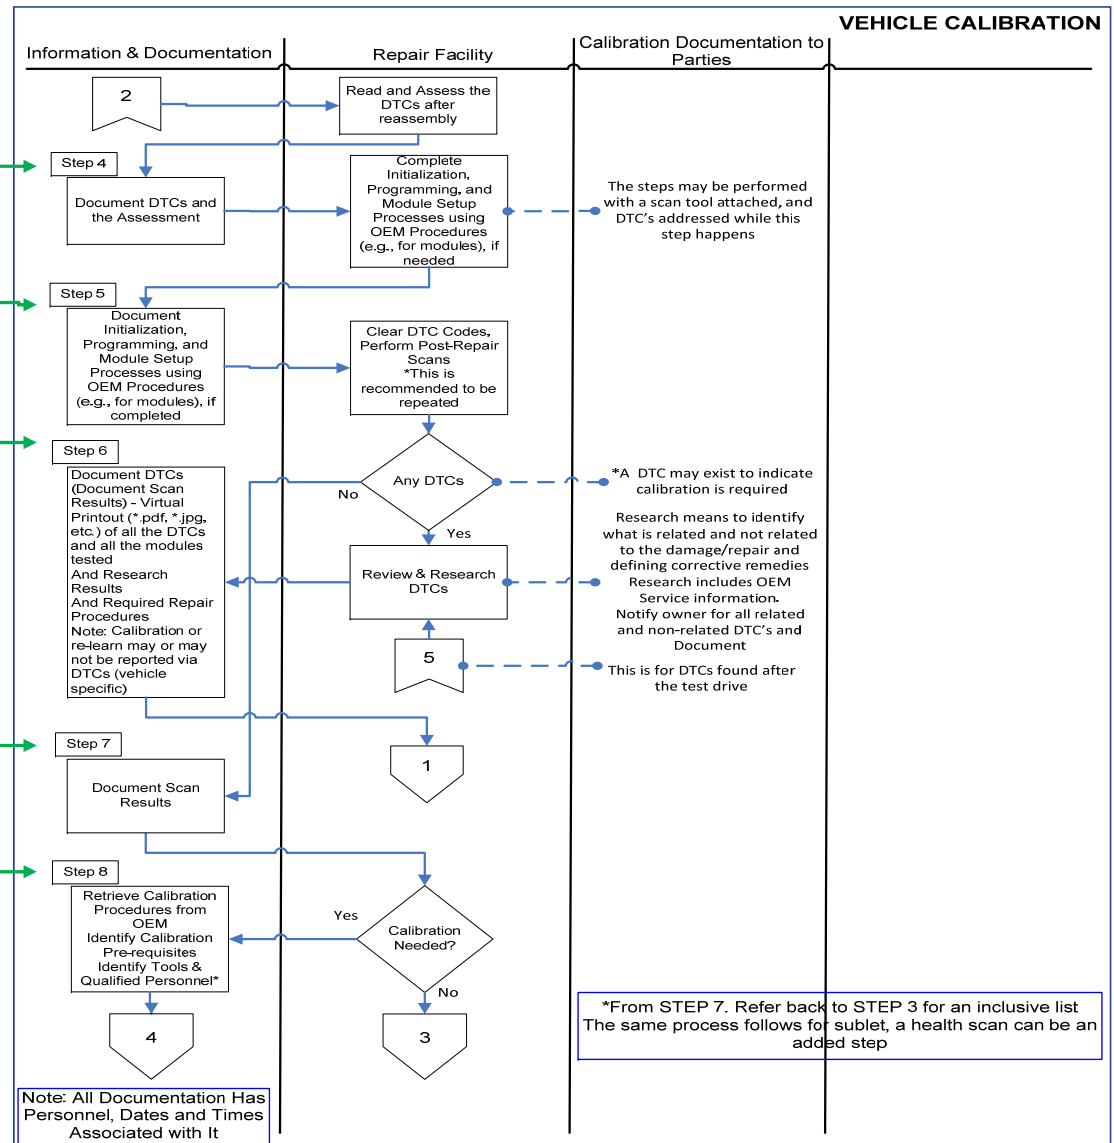 VEHICLE CALIBRATION
Information & Documentation
Repair Facility
Calibration Documentation to
Parties
2
Read and Assess the
DTCs after
reassembly
Step 4
Document DTCs and
the Assessment
Complete
Initialization,
Programming, and
Module Setup
Processes using
OEM Procedures
(e.g., for modules), if
needed
The steps may be performed
with a scan tool attached, and
DTC's addressed while this
step happens
Step 5
Document
Initialization,
Programming, and
Module Setup
Processes using
OEM Procedures
(e.g., for modules), if
completed
Clear DTC Codes,
Perform Post-Repair
Scans
*This is
recommended to be
repeated
Step 6
Document DTCs
(Document Scan
Results) - Virtual
Printout (*.pdf, *.jpg,
etc.) of all the DTCs
and all the modules
tested
And Research
Results
And Required Repair
Procedures
Note: Calibration or
re-learn may or may
not be reported via
DTCs (vehicle
specific)
Any DTCs
No
Yes
*A DTC may exist to indicate
calibration is required
Review & Research
DTCs
Research means to identify
what is related and not related
to the damage/repair and
defining corrective remedies
Research includes OEM
Service information.
Notify owner for all related
and non-related DTC's and
Document
5
This is for DTCs found after
the test drive
1
Step 7
Document Scan
Results
Step 8
Retrieve Calibration
Procedures from
OEM
Identify Calibration
Pre-requisites
Identify Tools &
Qualified Personnel*
Yes
Calibration
Needed?
No
4
3
*From STEP 7. Refer back to STEP 3 for an inclusive list
The same process follows for sublet, a health scan can be an
added step
Note: All Documentation Has
Personnel, Dates and Times
Associated with It